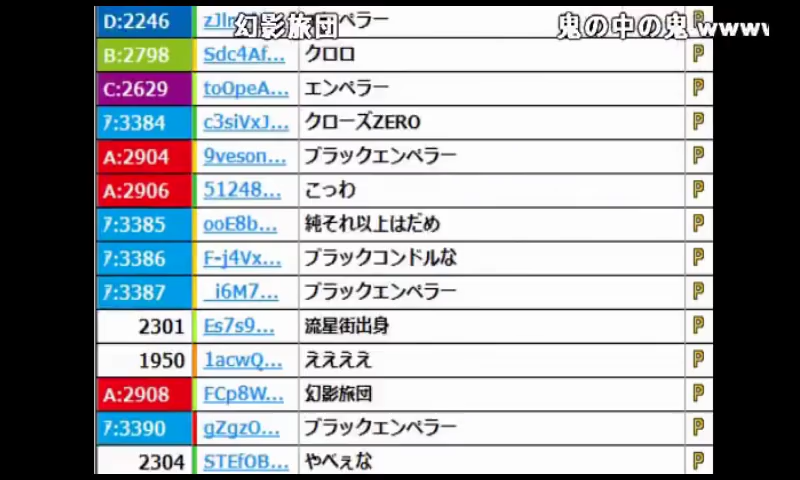 幻影旅団 鬼の中の鬼 www
D:2246 ペラー P
B:2798 Sdc4Af... クロロ P
C:2629 toOpeA... エンペラー P
ｱ:3384 c3siVxJ... クローズZERO P
A:2904 9veson... ブラックエンペラー P
A:2906 51248... こっわ P
ｱ:3385 ooE8b... 純それ以上はだめ P
ｱ:3386 F-j4Vx... ブラックコンドルな P
ｱ:3387 _i6M7... ブラックエンペラー P
2301 Es7s9... 流星街出身 P
1950 1acwQ... ええええ P
A:2908 FCp8W... 幻影旅団 P
ｱ:3390 gZgzO... ブラックエンペラー P
2304 STEfOB... やべぇな P